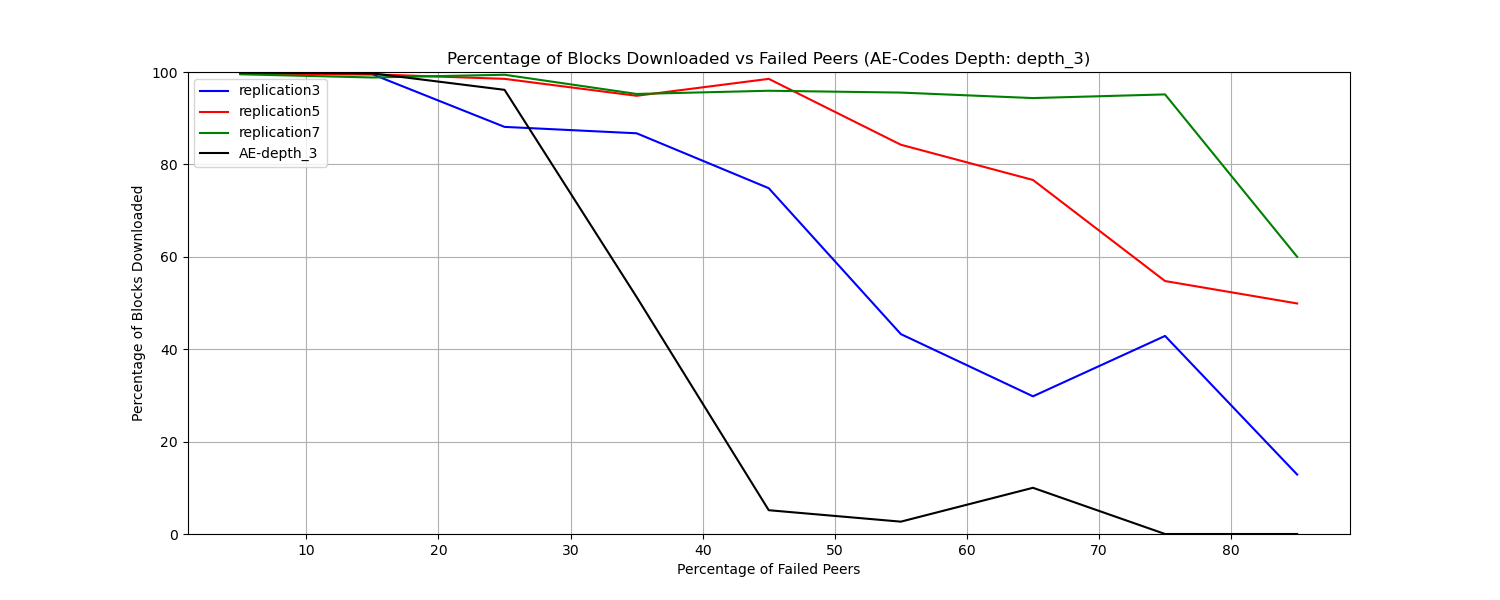 Percentage of Blocks Downloaded vs Failed Peers (AE-Codes Depth: depth_3)
100
80
60
40
20
0
Percentage of Blocks Downloaded
replication3
replication5
replication7
AE-depth_3
10 20 30 40 50 60 70 80
Percentage of Failed Peers